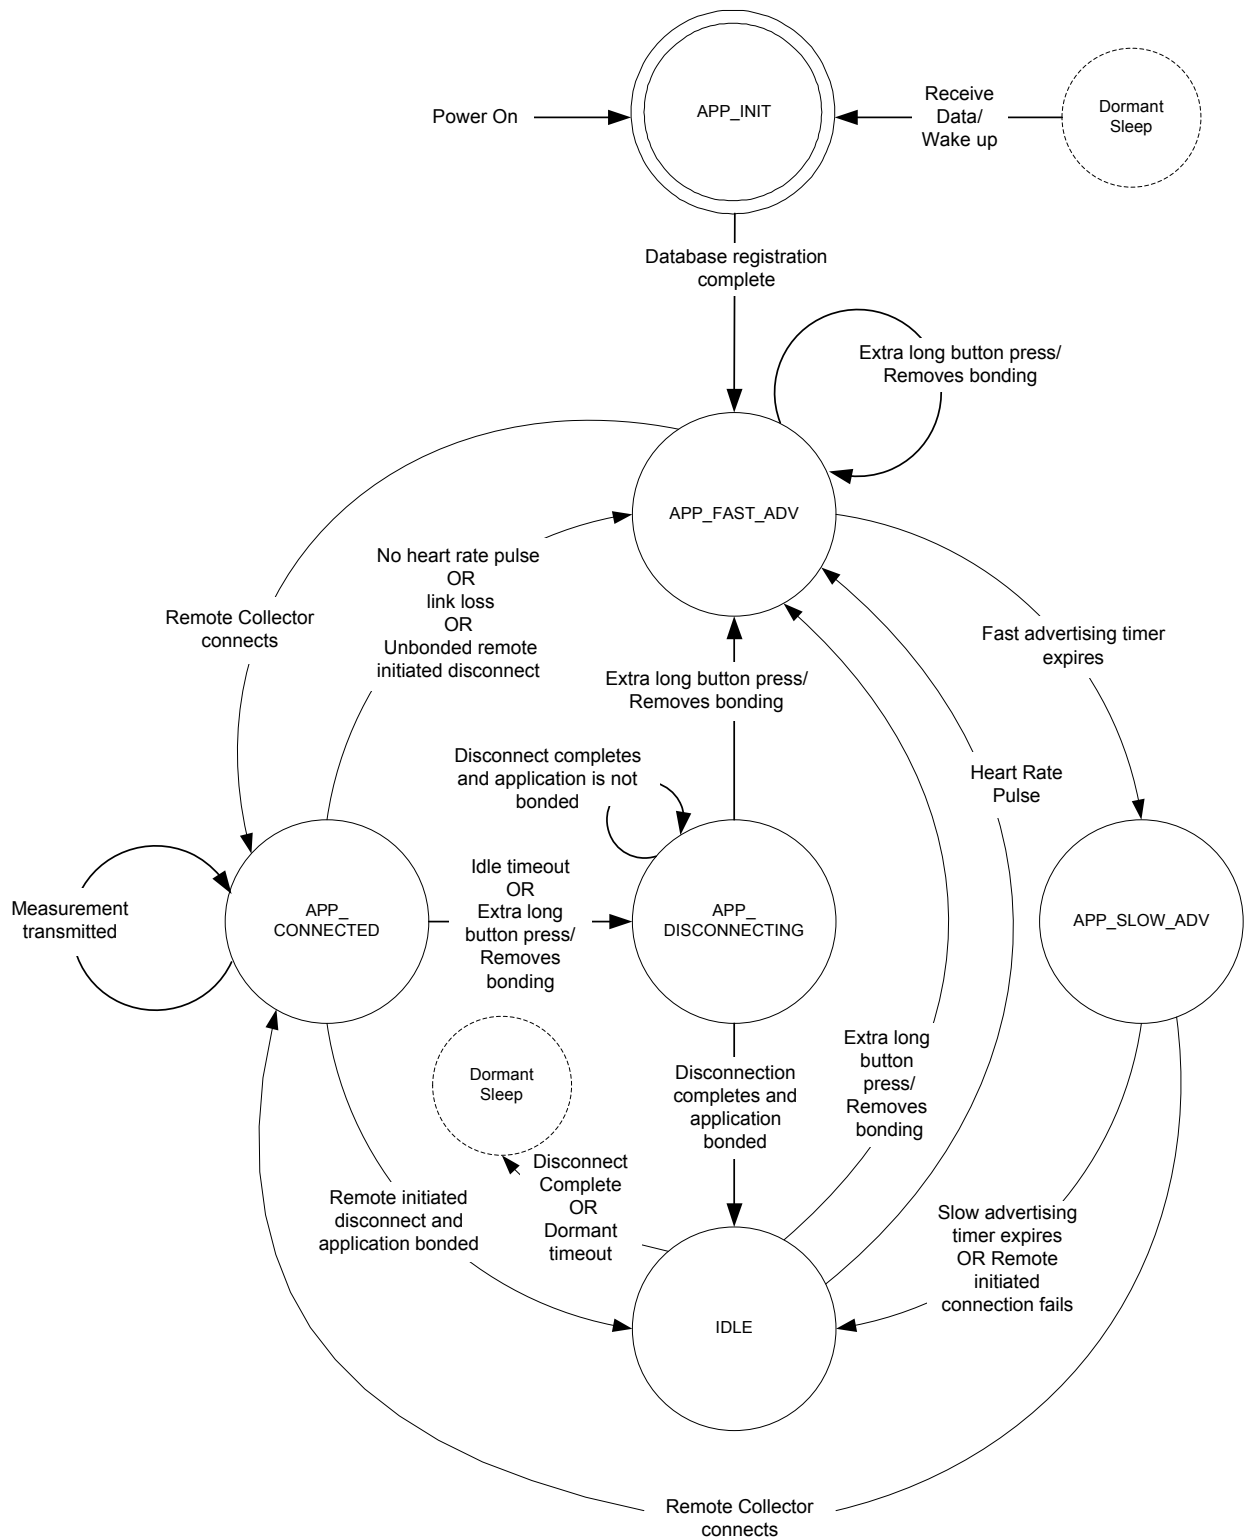 Power On
APP_INIT
Receive
Data/
Wake up
Dormant
Sleep
Database registration
complete
Extra long button press/
Removes bonding
APP_FAST_ADV
No heart rate pulse
OR
link loss
OR
Unbonded remote
initiated disconnect
Remote Collector
connects
Fast advertising timer
expires
Extra long button press/
Removes bonding
Disconnect completes
and application is not
bonded
Heart Rate
Pulse
Measurement
transmitted
APP_
CONNECTED
Idle timeout
OR
Extra long
button press/
Removes
bonding
APP_
DISCONNECTING
APP_SLOW_ADV
Dormant
Sleep
Disconnection
completes and
application
bonded
Extra long
button
press/
Removes
bonding
Remote initiated
disconnect and
application bonded
Disconnect
Complete
OR
Dormant
timeout
Slow advertising
timer expires
OR Remote
initiated
connection fails
IDLE
Remote Collector
connects